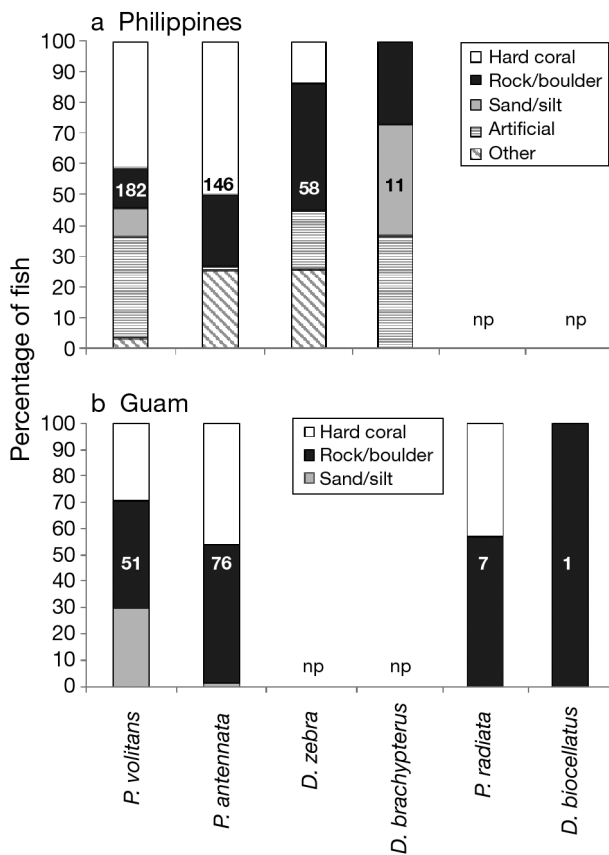 a Philippines
100
90
80
70
60
50
40
30
20
10
0
Hard coral
Rock/boulder
Sand/silt
Artificial
Other
182
146
58
11
np
np
Percentage of fish
b Guam
100
90
80
70
60
50
40
30
20
10
0
Hard coral
Rock/boulder
Sand/silt
51
76
np
np
7
1
P. volitans
P. antennata
D. zebra
D. brachypterus
P. radiata
D. biocellatus